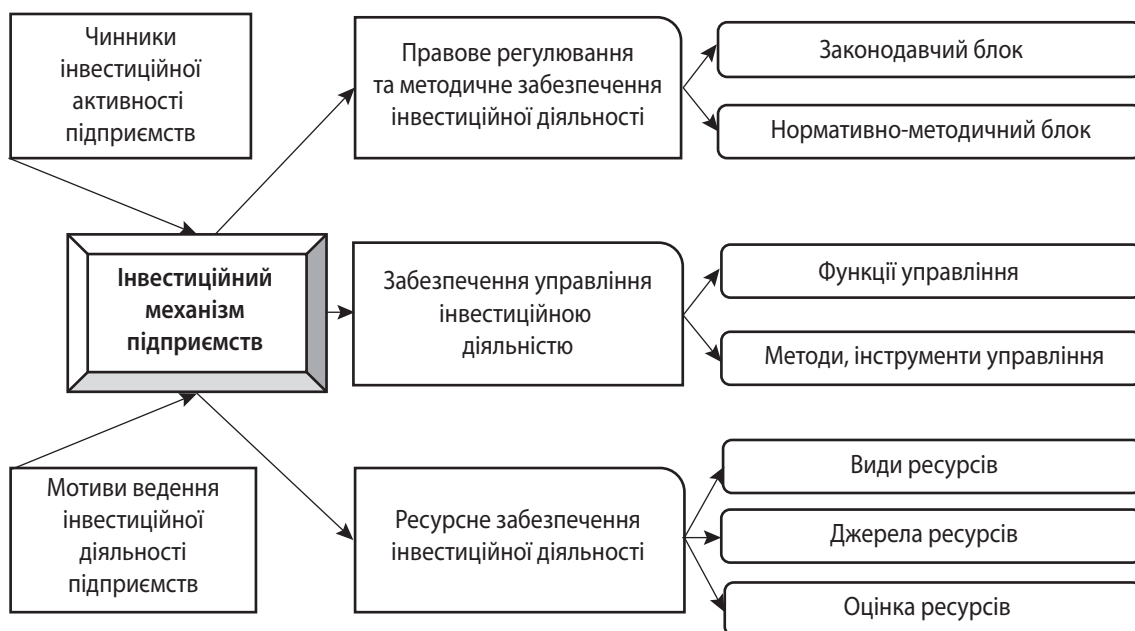 Чинники
інвестиційної
активності
підприємств
Правове регулювання
та методичне забезпечення
інвестиційної діяльності
Законодавчий блок
Нормативно-методичний блок
Інвестиційний
механізм
підприємств
Забезпечення управління
інвестиційною
діяльністю
Функції управління
Методи, інструменти управління
Мотиви ведення
інвестиційної
діяльності
підприємств
Ресурсне забезпечення
інвестиційної діяльності
Види ресурсів
Джерела ресурсів
Оцінка ресурсів